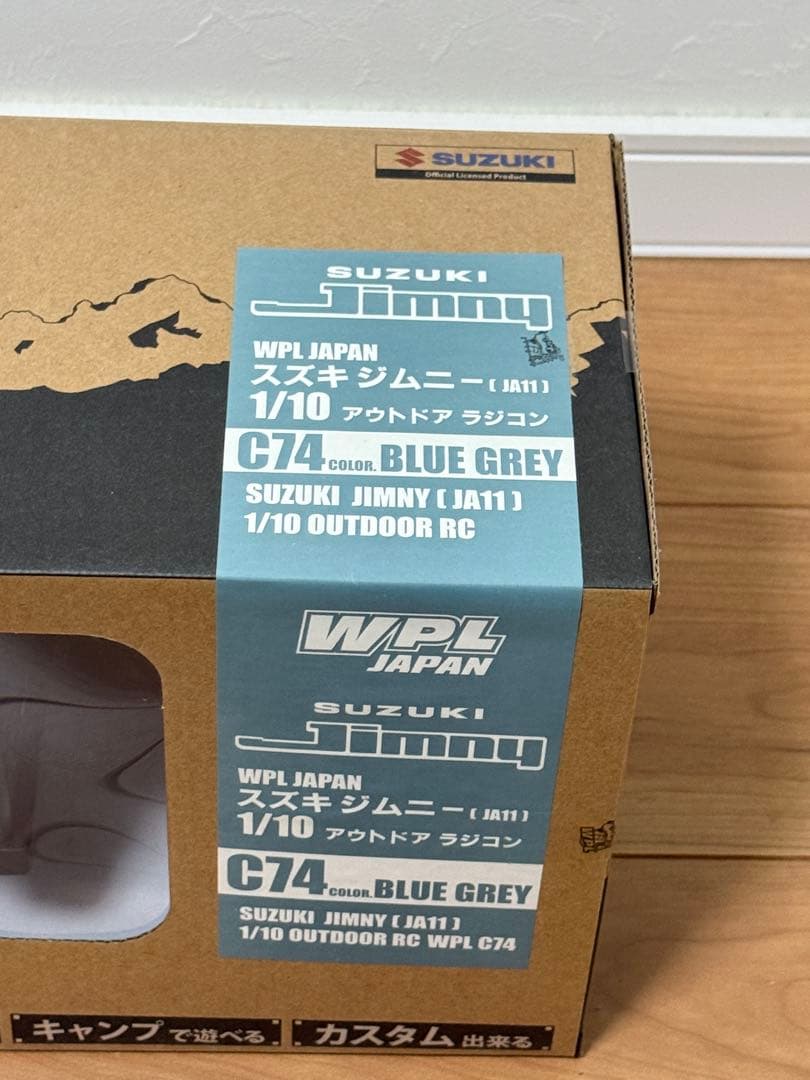 SUZUKI
Official Licensed Product
SUZUKI
Jimny
WPL JAPAN
スズキ ジムニー ( JA11 )
1/10 アウトドア ラジコン
C74 COLOR. BLUE GREY
SUZUKI JIMNY ( JA11 )
1/10 OUTDOOR RC
WPL
JAPAN
SUZUKI
Jimny
WPL JAPAN
スズキ ジムニー ( JA11 )
1/10 アウトドア ラジコン
C74 COLOR. BLUE GREY
SUZUKI JIMNY ( JA11 )
1/10 OUTDOOR RC WPL C74
キャンプで遊べる
カスタム出来る